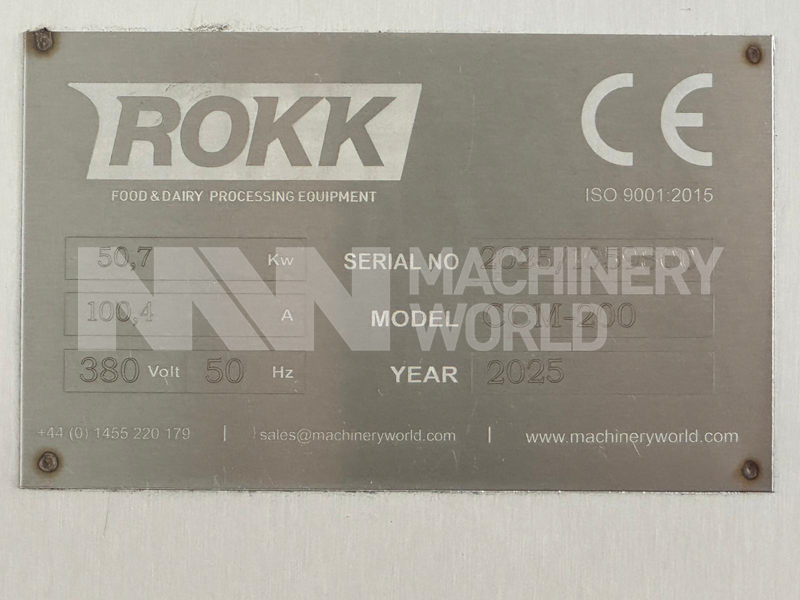 ROKK
CE
FOOD & DAIRY PROCESSING EQUIPMENT
ISO 9001:2015
50,7 Kw
SERIAL NO
MACHINERY
100,4 A
MODEL
WORLD
380 Volt 50 Hz
YEAR 2025
+44 (0) 1455 220 179 | sales@machineryworld.com | www.machineryworld.com